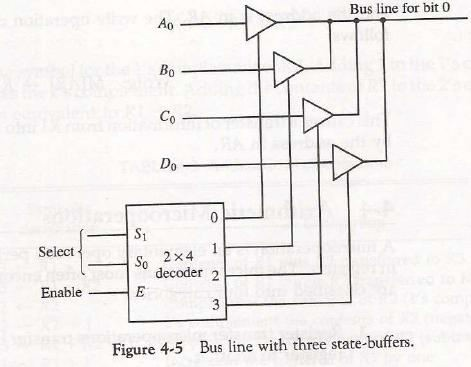 Bus line for bit 0
A0
B0
C0
D0
0
S1
Select
1
S0
2 × 4
decoder
2
Enable
E
3
Figure 4-5 Bus line with three state-buffers.